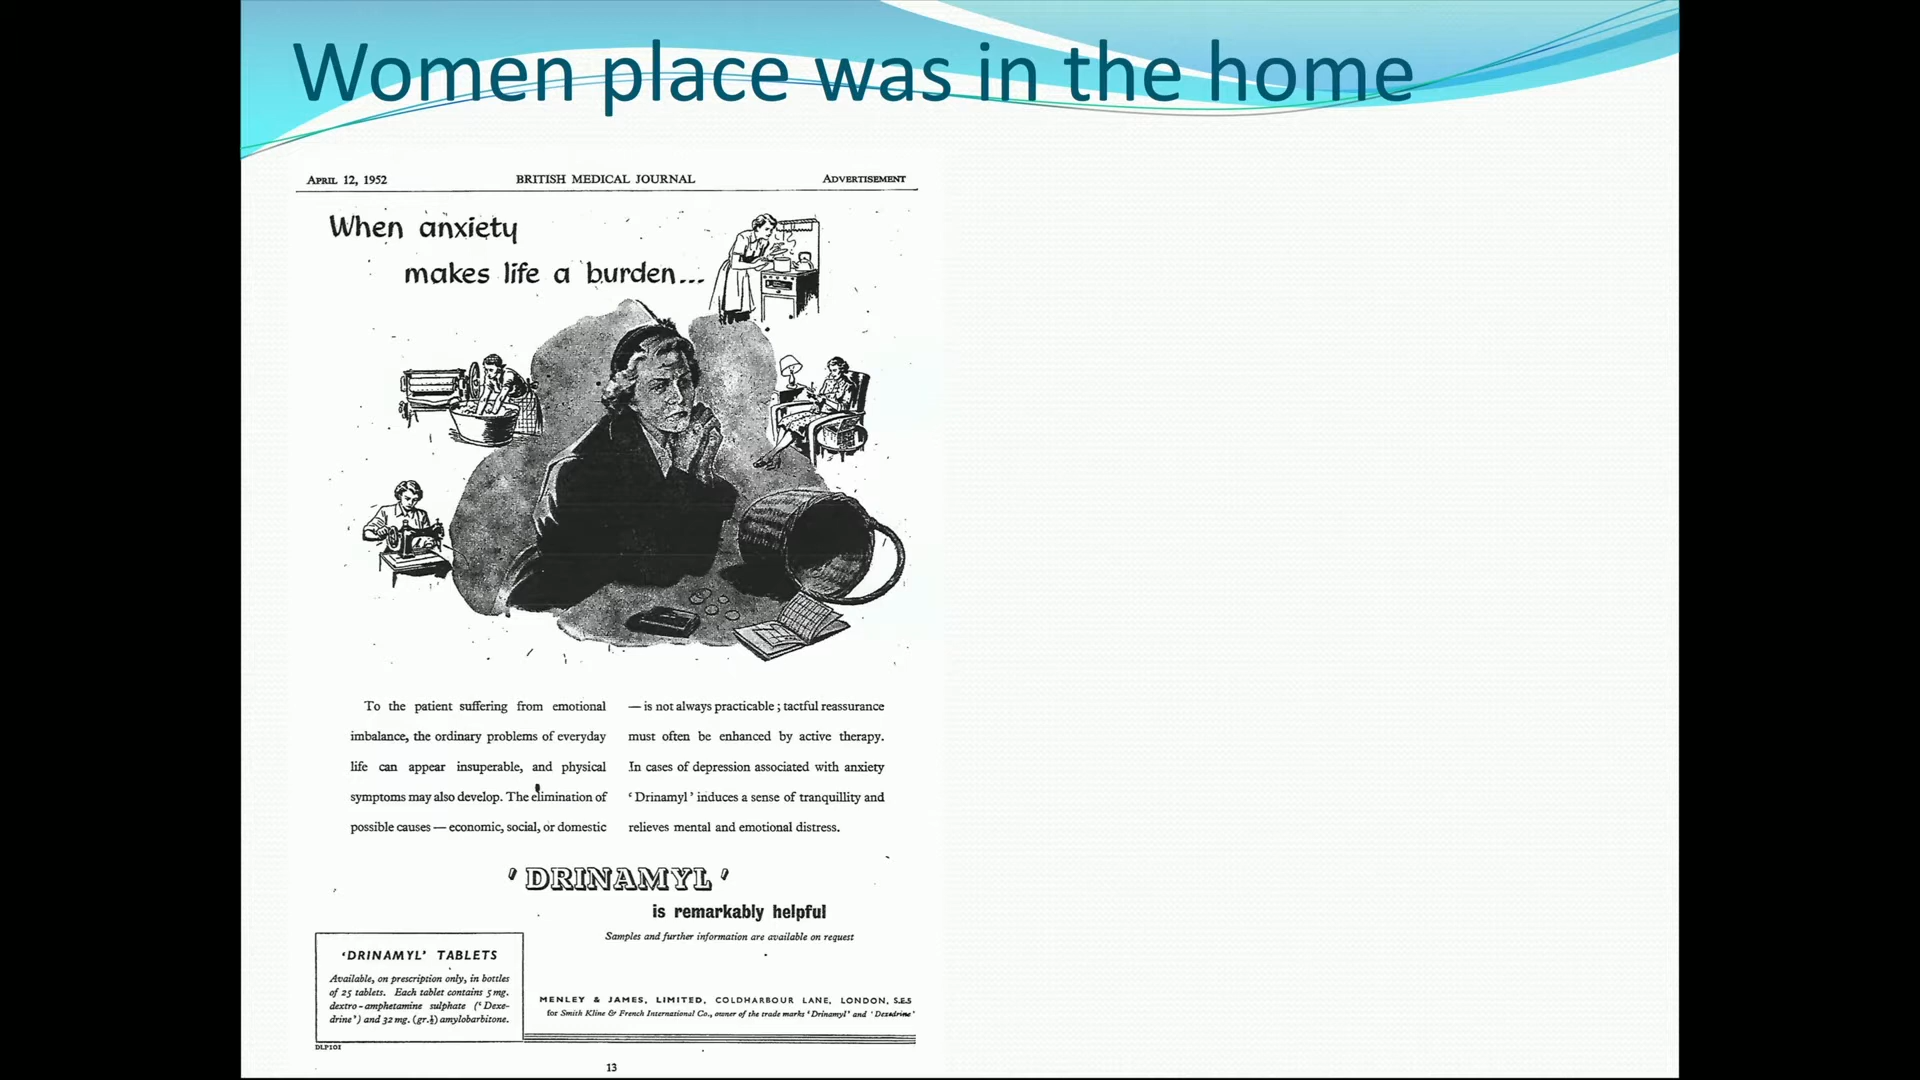 Women place was in the home
APRIL 12, 1952 BRITISH MEDICAL JOURNAL ADVERTISEMENT
When anxiety
makes life a burden...
To the patient suffering from emotional
imbalance, the ordinary problems of everyday
life can appear insuperable, and physical
symptoms may also develop. The elimination of
possible causes — economic, social, or domestic
— is not always practicable ; tactful reassurance
must often be enhanced by active therapy.
In cases of depression associated with anxiety
‘ Drinamyl ’ induces a sense of tranquillity and
relieves mental and emotional distress.
' DRINAMYL '
is remarkably helpful
Samples and further information are available on request
‘DRINAMYL’ TABLETS
Available, on prescription only, in bottles
of 25 tablets. Each tablet contains 5 mg.
dextro-amphetamine sulphate (‘ Dexe-
drine’) and 32 mg. (gr.½) amylobarbitone.
MENLEY & JAMES, LIMITED, COLDHARBOUR LANE, LONDON, S.E.5
for Smith Kline & French International Co., owner of the trade marks ‘Drinamyl’ and ‘Dexedrine’
DLP101
13